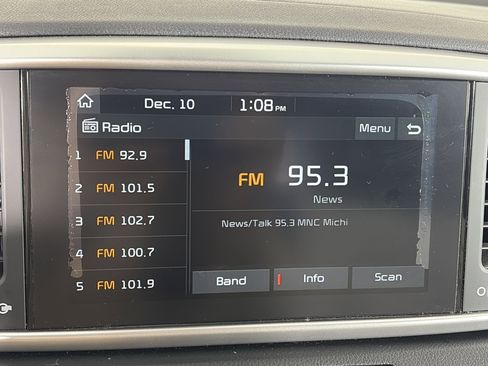 Dec. 10 1:08 PM
Radio Menu
1 FM 92.9
2 FM 101.5
3 FM 102.7
4 FM 100.7
5 FM 101.9
FM 95.3
News
News/Talk 95.3 MNC Michi
Band Info Scan